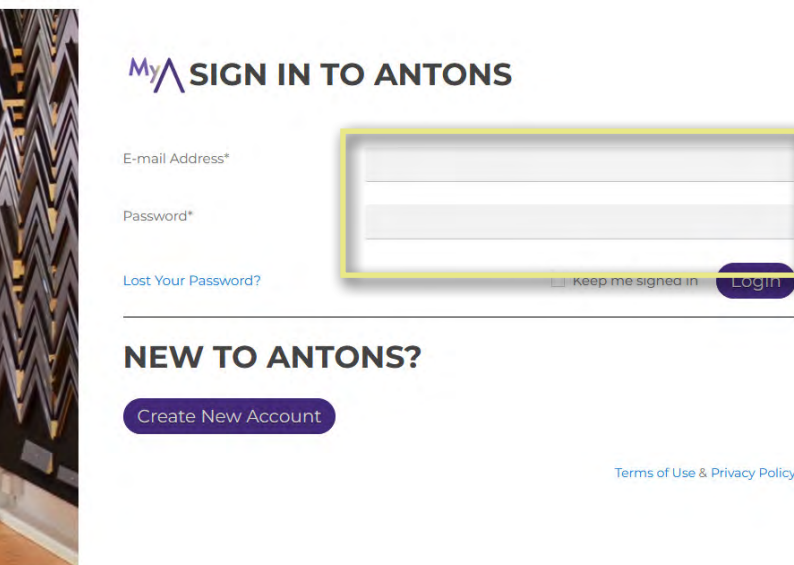 MyA SIGN IN TO ANTONS
E-mail Address*
Password*
Lost Your Password?
Keep me signed in
Login
NEW TO ANTONS?
Create New Account
Terms of Use & Privacy Policy